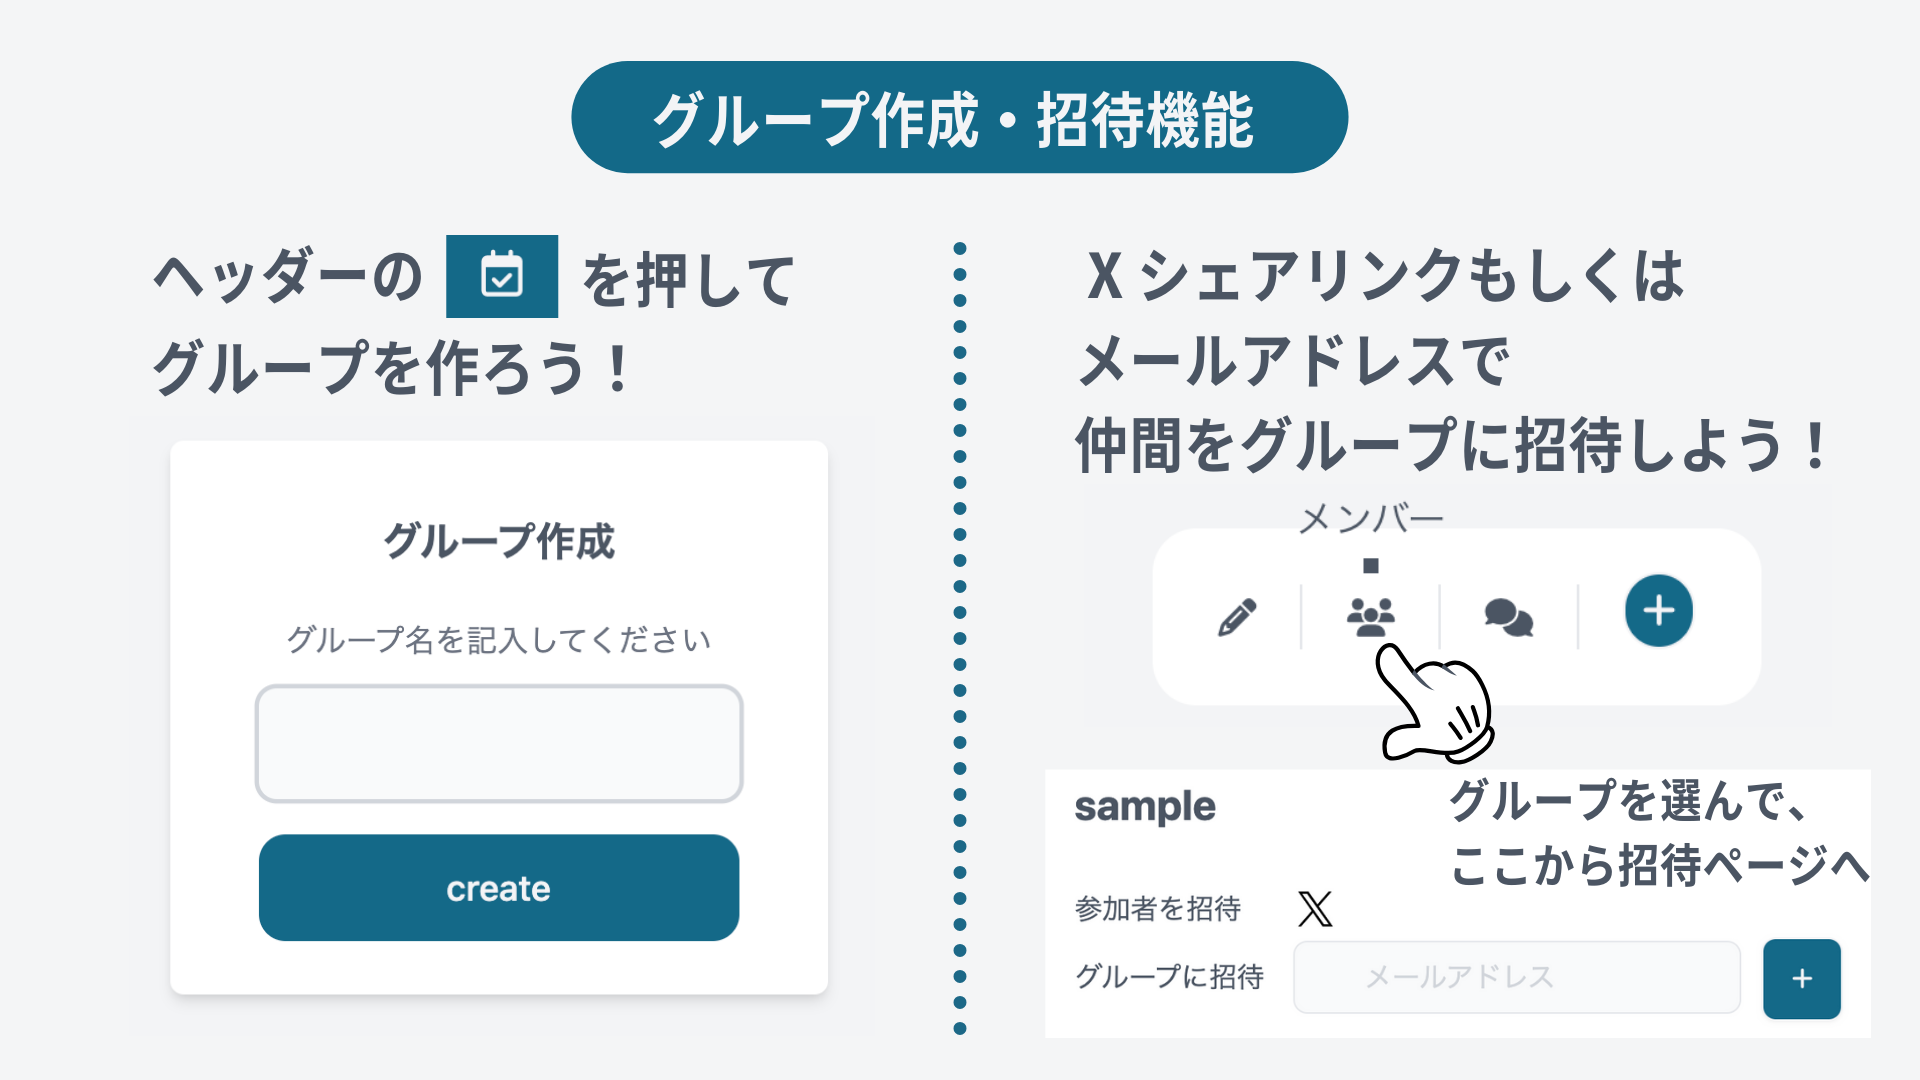 グループ作成・招待機能
ヘッダーの を押して
グループを作ろう！
グループ作成
グループ名を記入してください
create
X シェアリンクもしくは
メールアドレスで
仲間をグループに招待しよう！
メンバー
sample
グループを選んで、
ここから招待ページへ
参加者を招待
グループに招待
メールアドレス